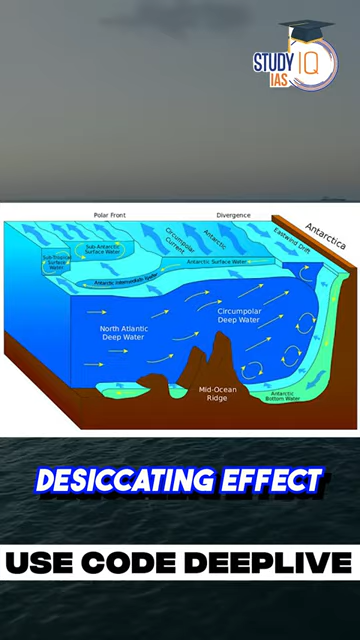 STUDY IQ
IAS
Polar Front
Divergence
Antarctica
Sub-Antarctic
Surface Water
Sub-Tropical
Surface
Water
Circumpolar
Current
Antarctic
Eastwind Drift
Antarctic Surface Water
Antarctic Intermediate Water
North Atlantic
Deep Water
Circumpolar
Deep Water
Mid-Ocean
Ridge
Antarctic
Bottom Water
DESICCATING EFFECT
USE CODE DEEPLIVE